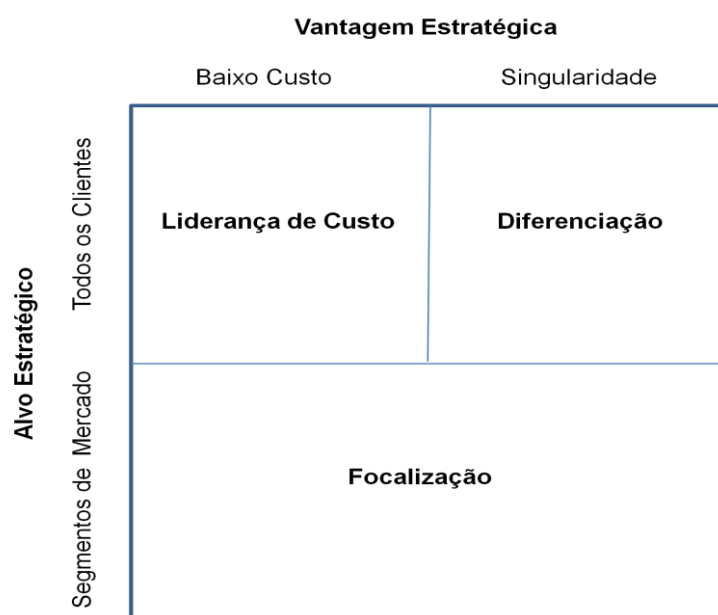 Vantagem Estratégica
Baixo Custo
Singularidade
Alvo Estratégico
Todos os Clientes
Liderança de Custo
Diferenciação
Segmentos de Mercado
Focalização